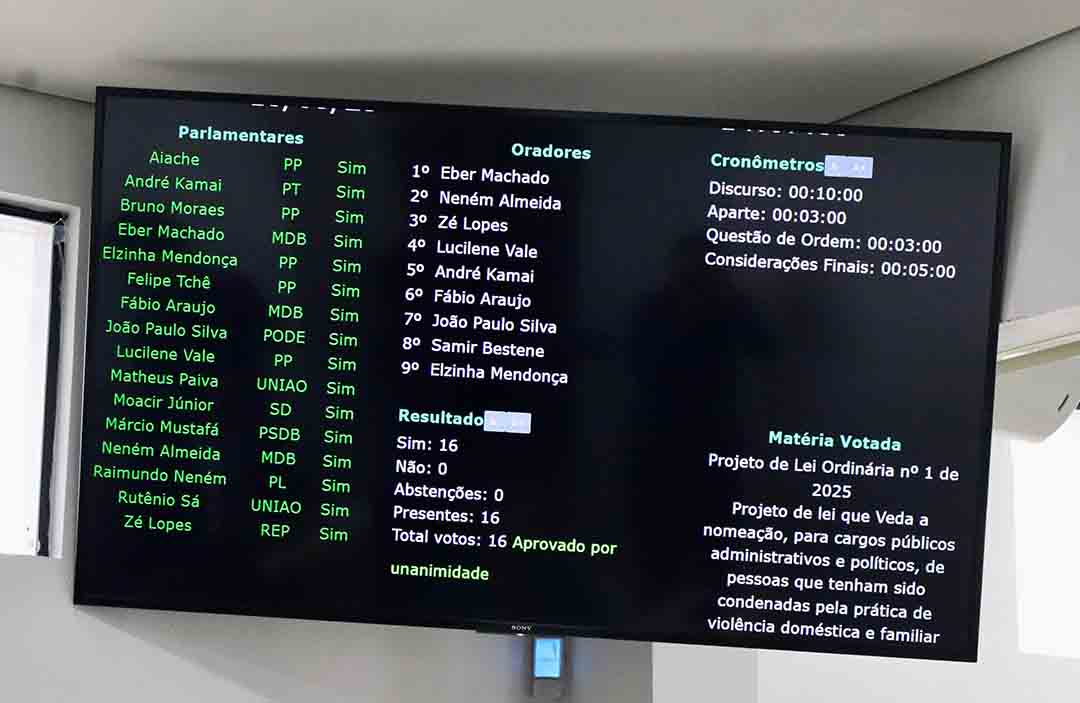 Parlamentares
Aiache PP Sim
André Kamai PT Sim
Bruno Moraes PP Sim
Eber Machado MDB Sim
Elzinha Mendonça PP Sim
Felipe Tchê PP Sim
Fábio Araujo MDB Sim
João Paulo Silva PODE Sim
Lucilene Vale PP Sim
Matheus Paiva UNIAO Sim
Moacir Júnior SD Sim
Márcio Mustafá PSDB Sim
Neném Almeida MDB Sim
Raimundo Neném PL Sim
Rutênio Sá UNIAO Sim
Zé Lopes REP Sim
Oradores
1º Eber Machado
2º Neném Almeida
3º Zé Lopes
4º Lucilene Vale
5º André Kamai
6º Fábio Araujo
7º João Paulo Silva
8º Samir Bestene
9º Elzinha Mendonça
Resultado
Sim: 16
Não: 0
Abstenções: 0
Presentes: 16
Total votos: 16 Aprovado por
unanimidade
Cronômetros
Discurso: 00:10:00
Aparte: 00:03:00
Questão de Ordem: 00:03:00
Considerações Finais: 00:05:00
Matéria Votada
Projeto de Lei Ordinária nº 1 de
2025
Projeto de lei que Veda a
nomeação, para cargos públicos
administrativos e políticos, de
pessoas que tenham sido
condenadas pela prática de
violência doméstica e familiar
SONY